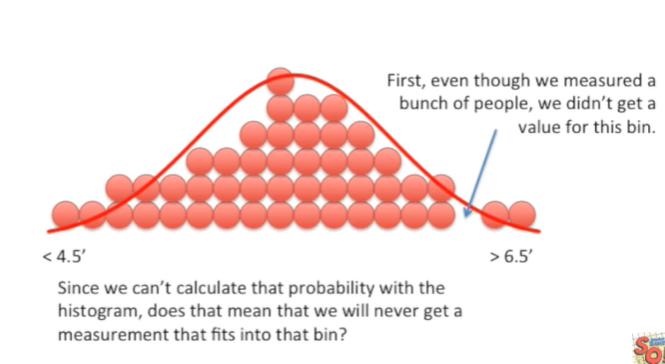 First, even though we measured a
bunch of people, we didn't get a
value for this bin.
< 4.5′
> 6.5′
Since we can't calculate that probability with the
histogram, does that mean that we will never get a
measurement that fits into that bin?